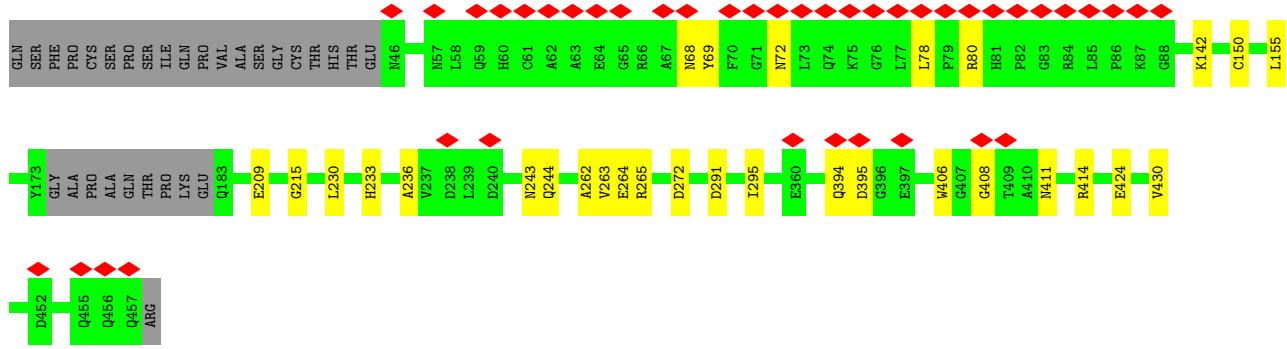 GLN SER PHE PRO CYS SER PRO SER ILE GLN PRO VAL ALA SER GLY CYS THR HIS THR GLU N46 N57 L58 Q59 H60 C61 A62 A63 E64 G65 R66 A67 N68 Y69 F70 G71 N72 L73 Q74 K75 G76 L77 L78 P79 R80 H81 P82 G83 R84 L85 P86 K87 G88 K142 C150 L155
Y173 GLY ALA PRO ALA GLN THR PRO LYS GLU Q183 E209 G215 L230 H233 A236 V237 D238 L239 D240 N243 Q244 A262 V263 E264 R265 D272 D291 I295 E360 Q394 D395 G396 E397 W406 G407 G408 T409 A410 N411 R414 E424 V430
D452 Q455 Q456 Q457 ARG